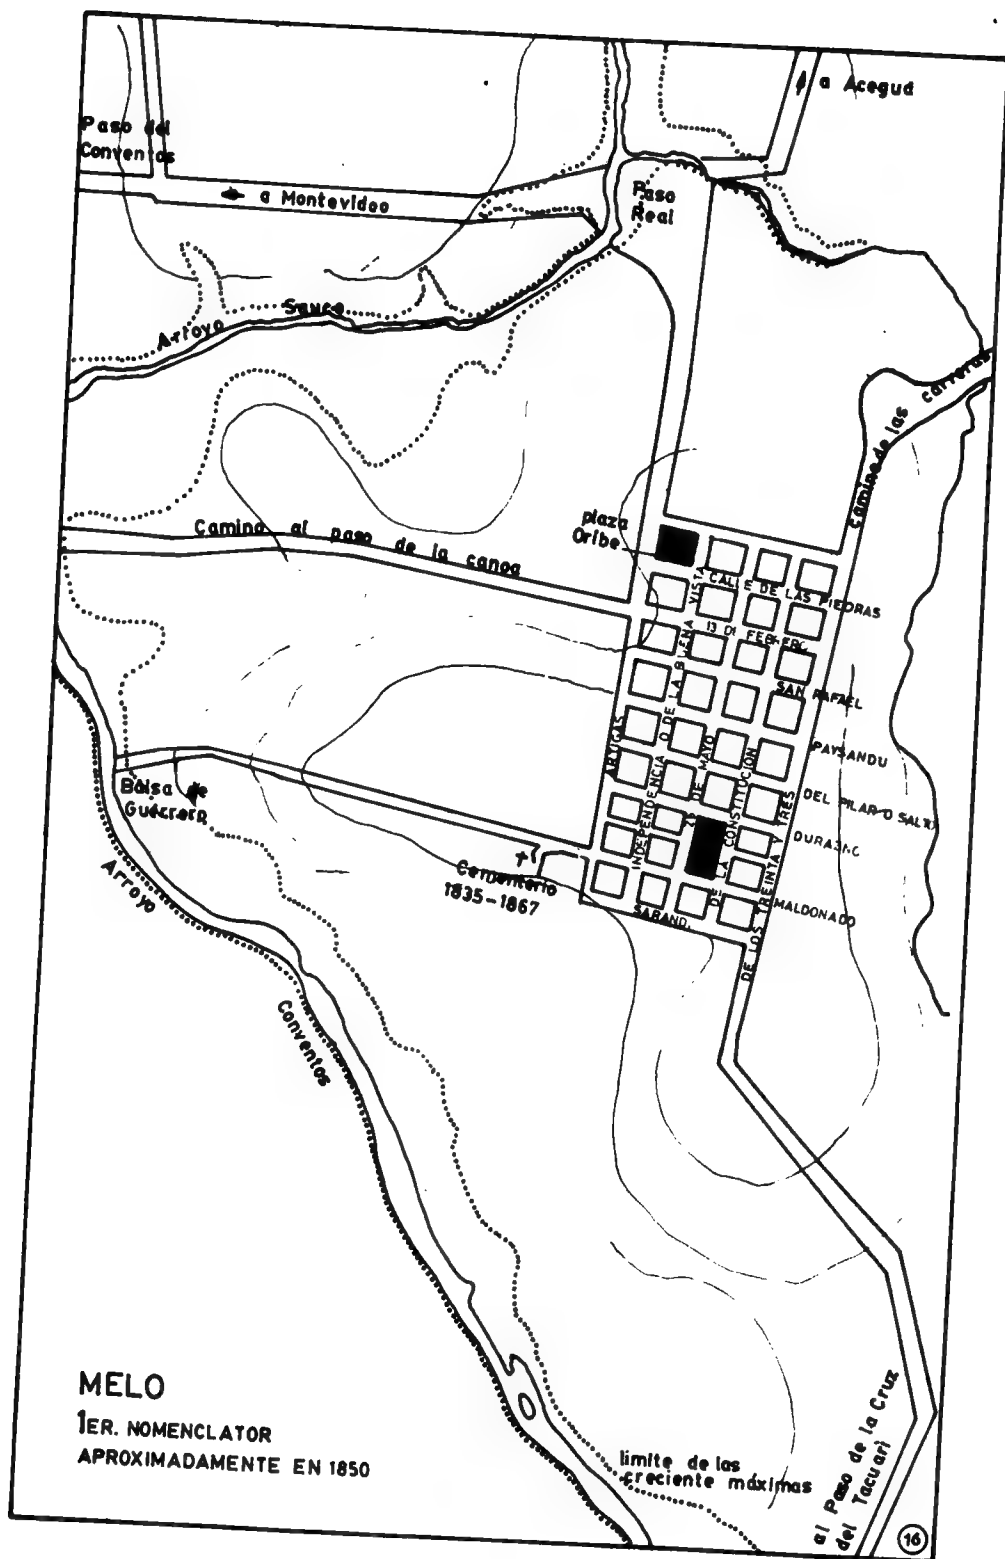 a Acegua
Paso del
Conventos
a Montevidao
Paso
Real
Arroyo Sauce
Camino de las carreras
plaza
Oribe
Camino al paso de la canoa
CALLE DE LAS PIEDRAS
13 DE FEBRERO
SAN RAFAEL
PAYSANDU
DEL PILAR O SALTO
DURAZNO
MALDONADO
SARANDI
ARTIGAS
INDEPENDENCIA O DE LA BUENA VISTA
25 DE MAYO
DE LA CONSTITUCIÓN
DE LOS TREINTA Y TRES
Balsa de
Guerrero
Cementerio
1835-1867
Arroyo
Conventos
MELO
1ER. NOMENCLATOR
APROXIMADAMENTE EN 1850
limite de las
creciente máximas
al Paso de la Cruz
del Tacuarì
16